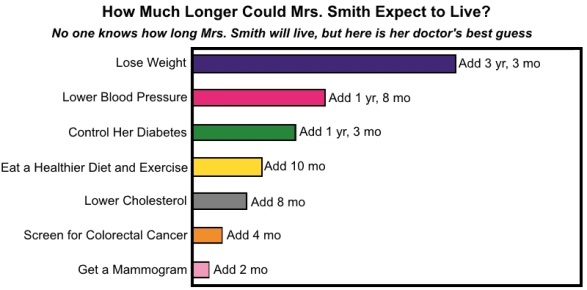 How Much Longer Could Mrs. Smith Expect to Live?
No one knows how long Mrs. Smith will live, but here is her doctor's best guess
Lose Weight Add 3 yr, 3 mo
Lower Blood Pressure Add 1 yr, 8 mo
Control Her Diabetes Add 1 yr, 3 mo
Eat a Healthier Diet and Exercise Add 10 mo
Lower Cholesterol Add 8 mo
Screen for Colorectal Cancer Add 4 mo
Get a Mammogram Add 2 mo